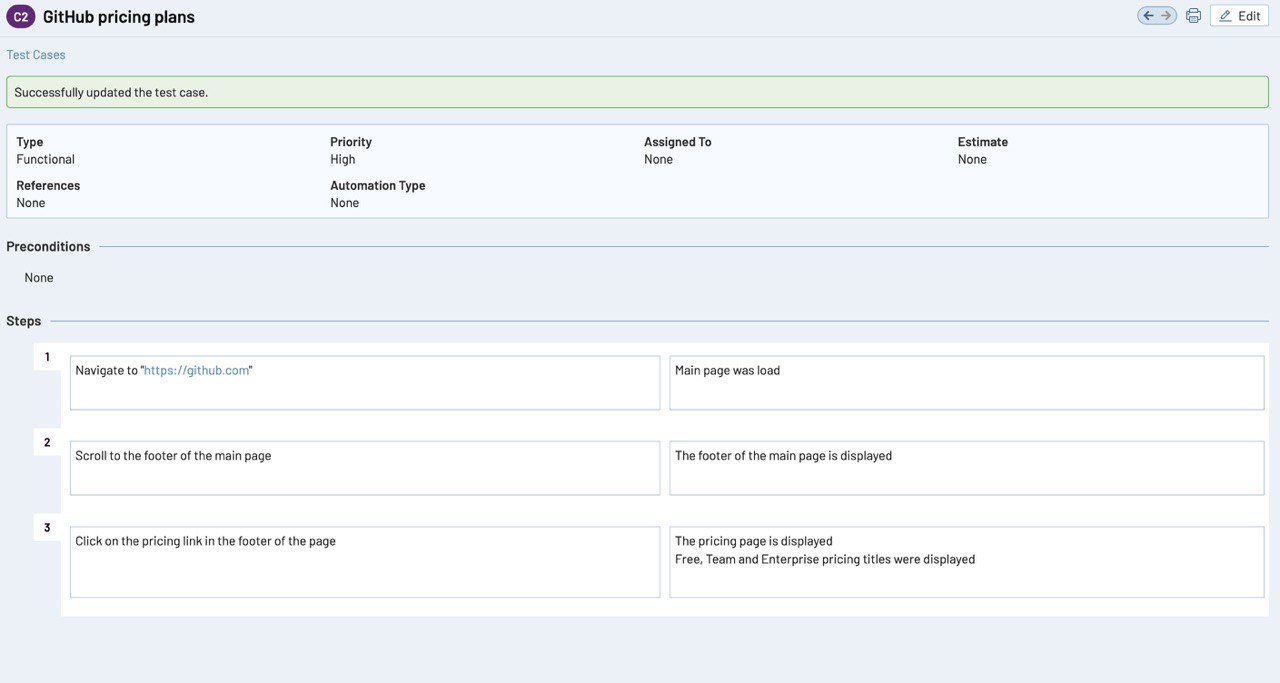 C2 GitHub pricing plans
Edit
Test Cases
Successfully updated the test case.
Type Priority Assigned To Estimate
Functional High None None
References Automation Type
None None
Preconditions
None
Steps
1
Navigate to "https://github.com" Main page was load
2
Scroll to the footer of the main page The footer of the main page is displayed
3
Click on the pricing link in the footer of the page The pricing page is displayed
Free, Team and Enterprise pricing titles were displayed